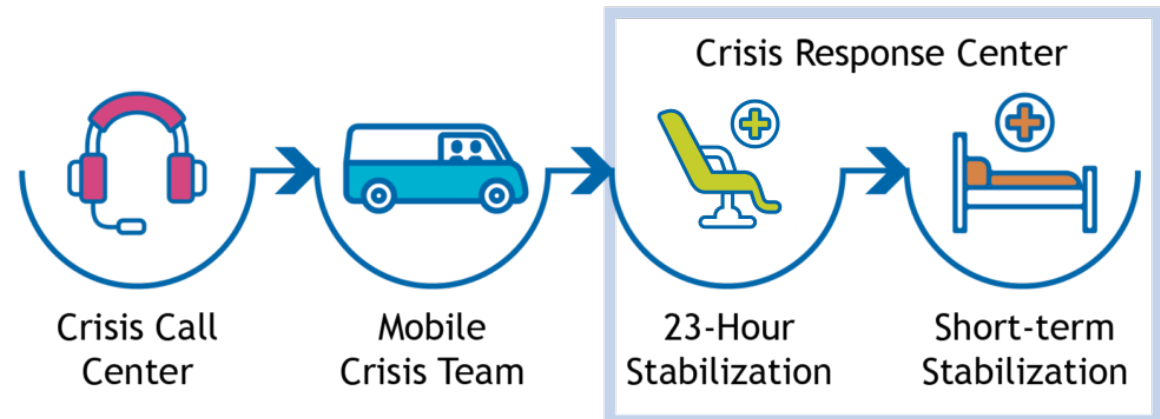 Crisis Response Center
Crisis Call
Center
Mobile
Crisis Team
23-Hour
Stabilization
Short-term
Stabilization